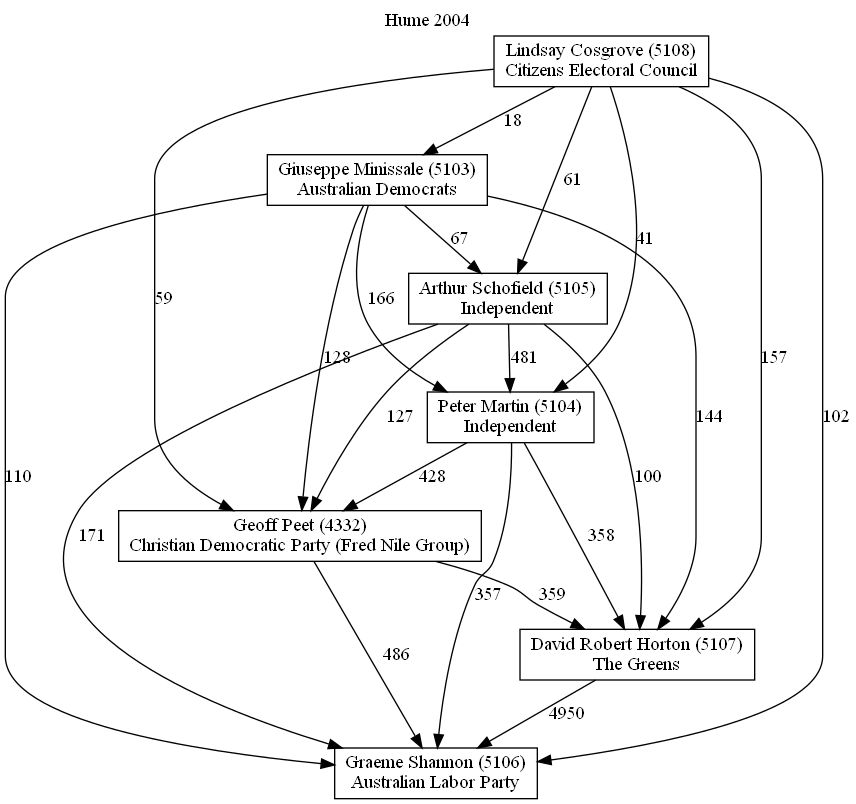 Hume 2004
Lindsay Cosgrove (5108)
Citizens Electoral Council
18
Giuseppe Minissale (5103)
Australian Democrats
61
67
41
Arthur Schofield (5105)
Independent
59
166
128
481
157
Peter Martin (5104)
Independent
127
144
102
110
428
100
Geoff Peet (4332)
Christian Democratic Party (Fred Nile Group)
171
358
357
359
David Robert Horton (5107)
The Greens
486
4950
Graeme Shannon (5106)
Australian Labor Party